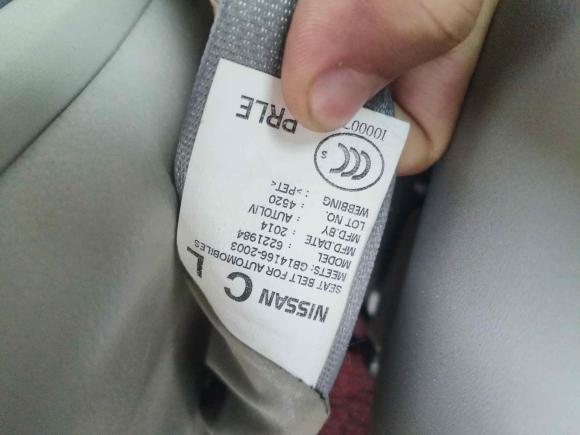 NISSAN C L
SEAT BELT FOR AUTOMOBILES
MEETS: GB14166-2003
MODEL : 6221984
MFD.DATE : 2014
MFD.BY : AUTOLIV
LOT NO. : 4520
WEBBING : >PET<
CCC S
PRLE